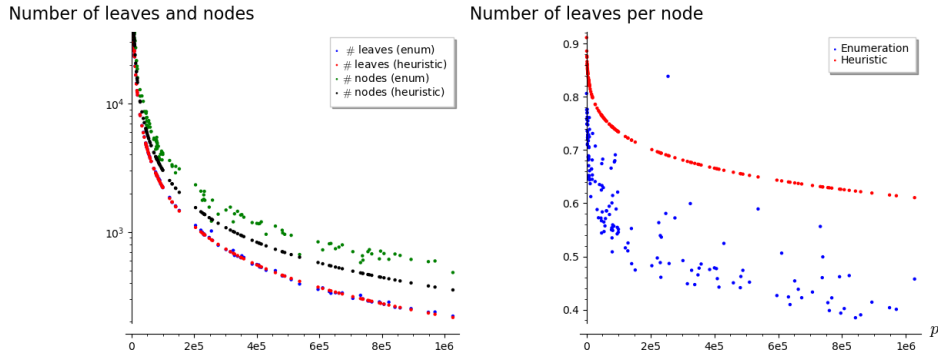 Number of leaves and nodes
Number of leaves per node
# leaves (enum)
# leaves (heuristic)
# nodes (enum)
# nodes (heuristic)
10^4
10^3
0 2e5 4e5 6e5 8e5 1e6
Enumeration
Heuristic
0.9
0.8
0.7
0.6
0.5
0.4
0 2e5 4e5 6e5 8e5 1e6
p